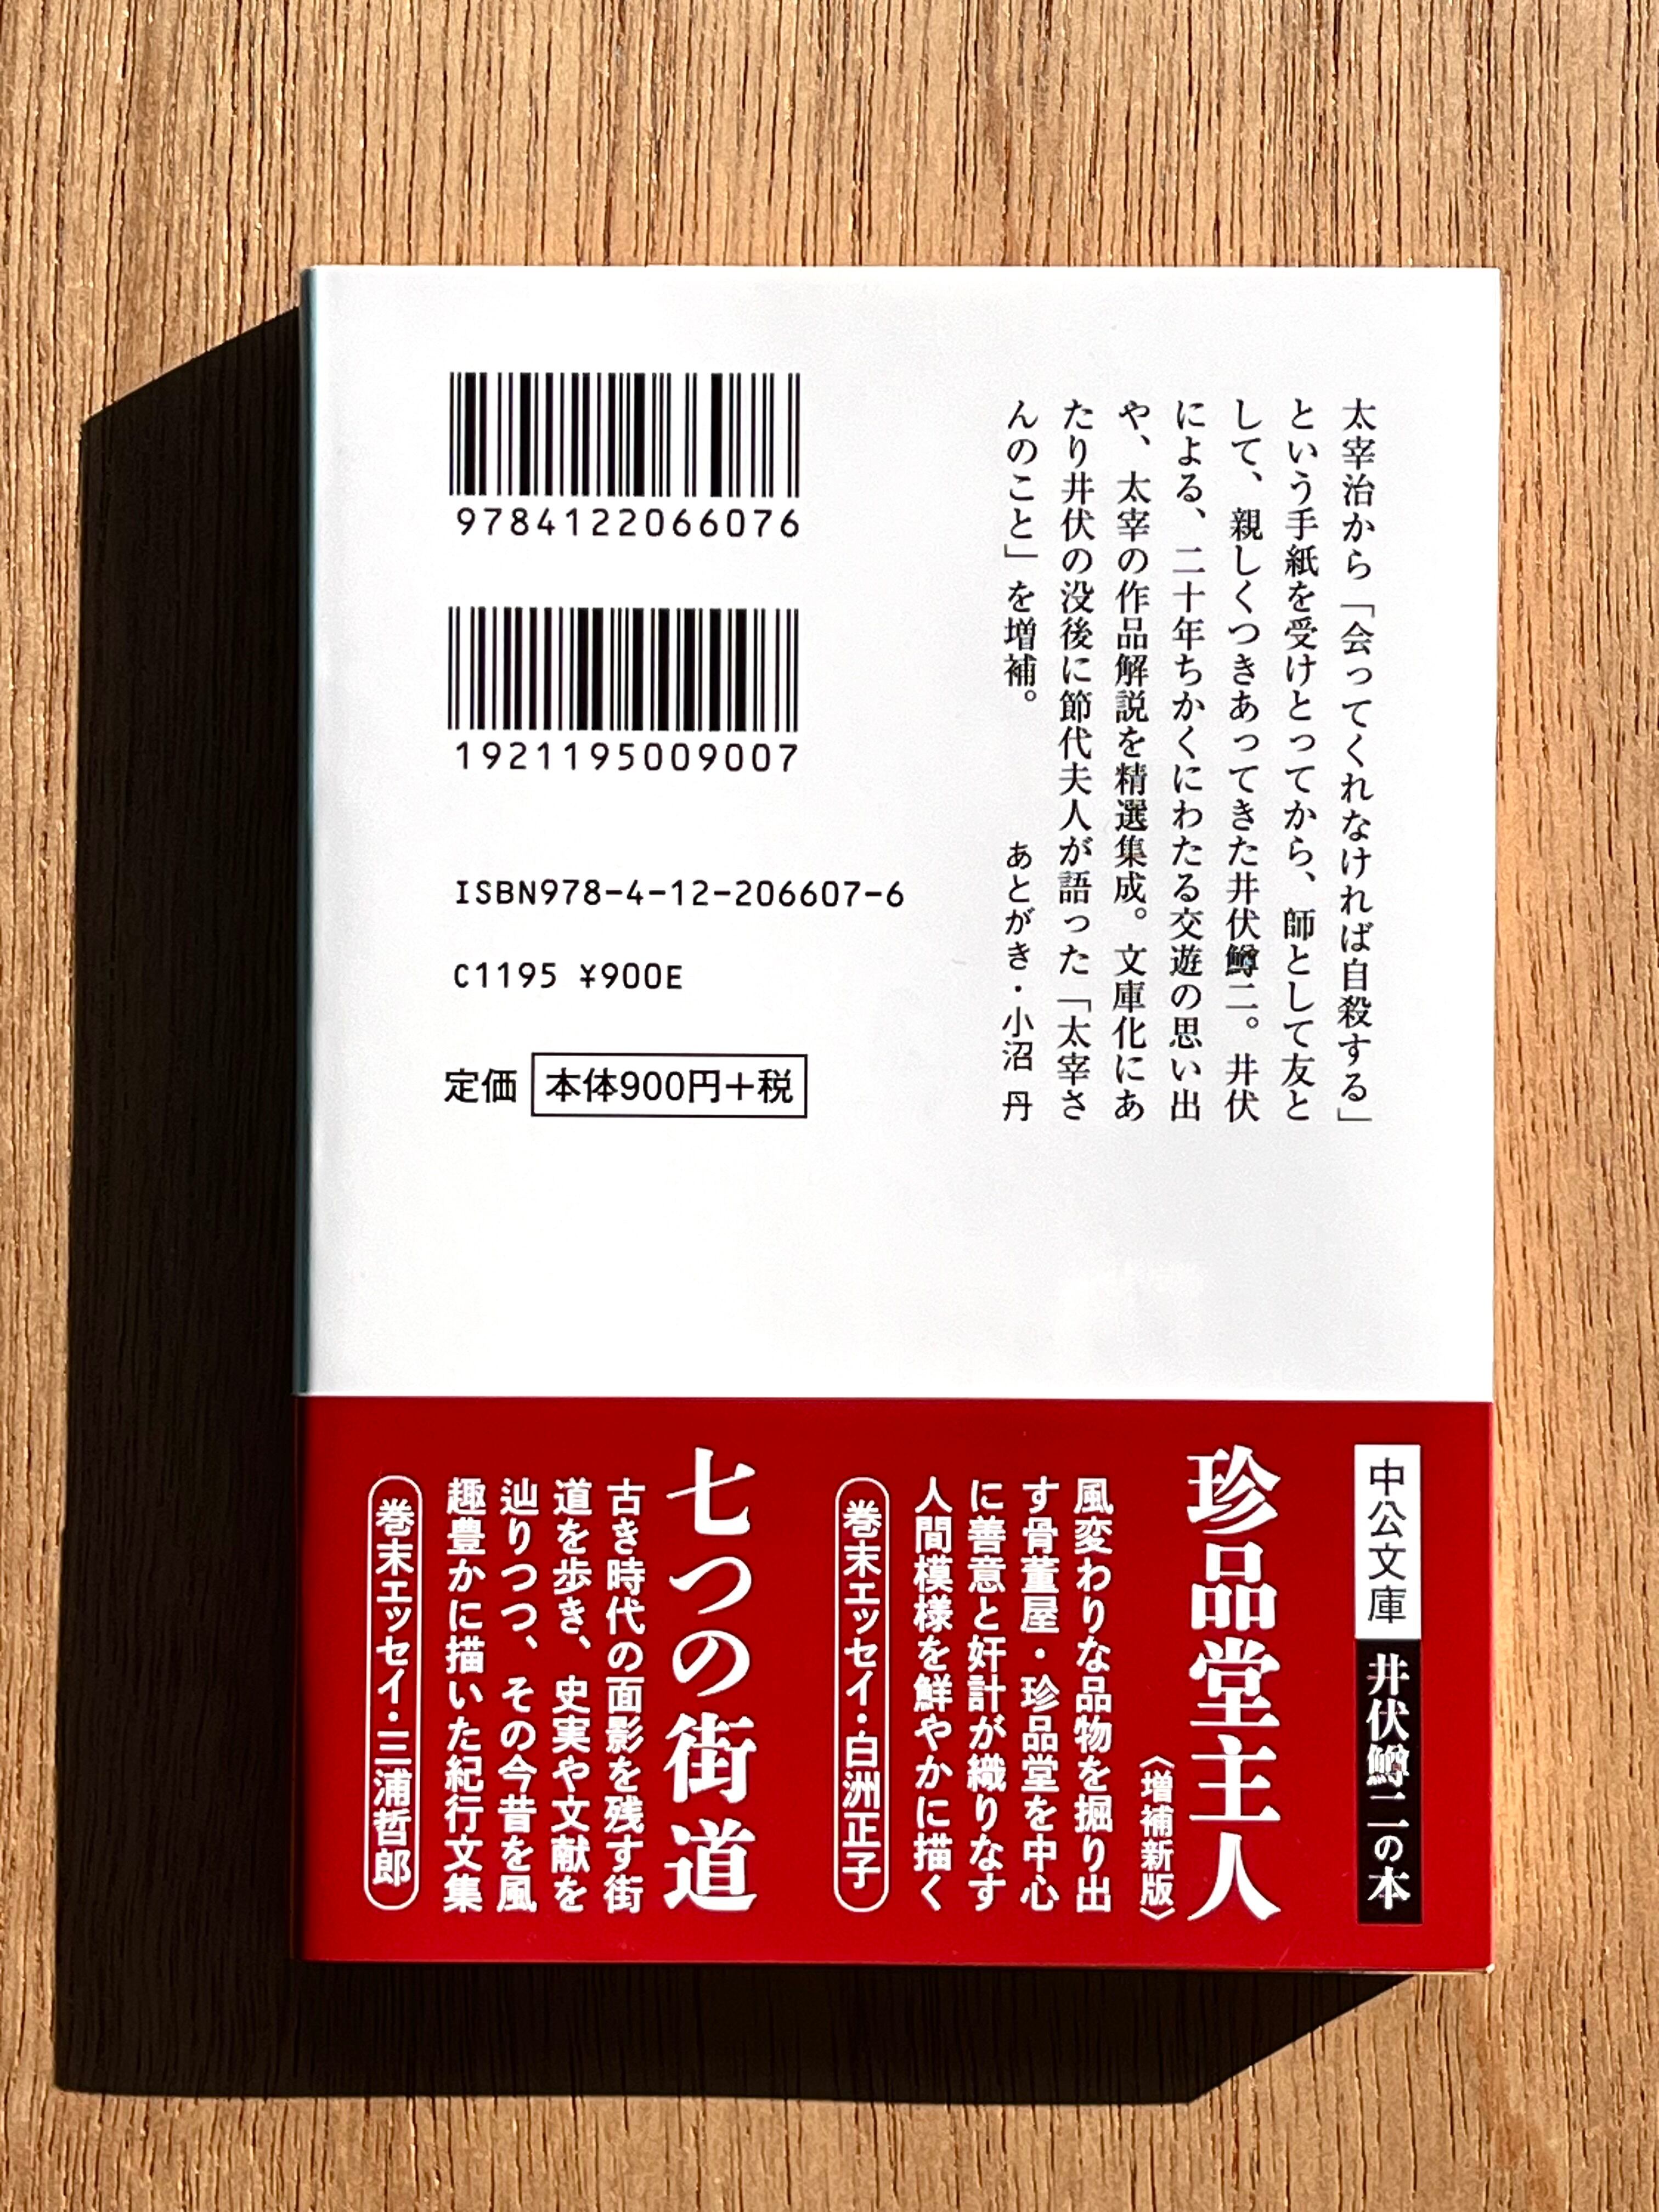 太宰治から「会ってくれなければ自殺する」
という手紙を受けとってから、師として友と
して、親しくつきあってきた井伏鱒二。井伏
による、二十年ちかくにわたる交遊の思い出
や、太宰の作品解説を精選集成。文庫化にあ
たり井伏の没後に節代夫人が語った「太宰さ
んのこと」を増補。
あとがき・小沼 丹
9784122066076
1921195009007
ISBN978-4-12-206607-6
C1195 ¥900E
定価 本体900円+税
中公文庫 井伏鱒二の本
珍品堂主人
〈増補新版〉
風変わりな品物を掘り出
す骨董屋・珍品堂を中心
に善意と奸計が織りなす
人間模様を鮮やかに描く
巻末エッセイ・白洲正子
七つの街道
古き時代の面影を残す街
道を歩き、史実や文献を
辿りつつ、その今昔を風
趣豊かに描いた紀行文集
巻末エッセイ・三浦哲郎